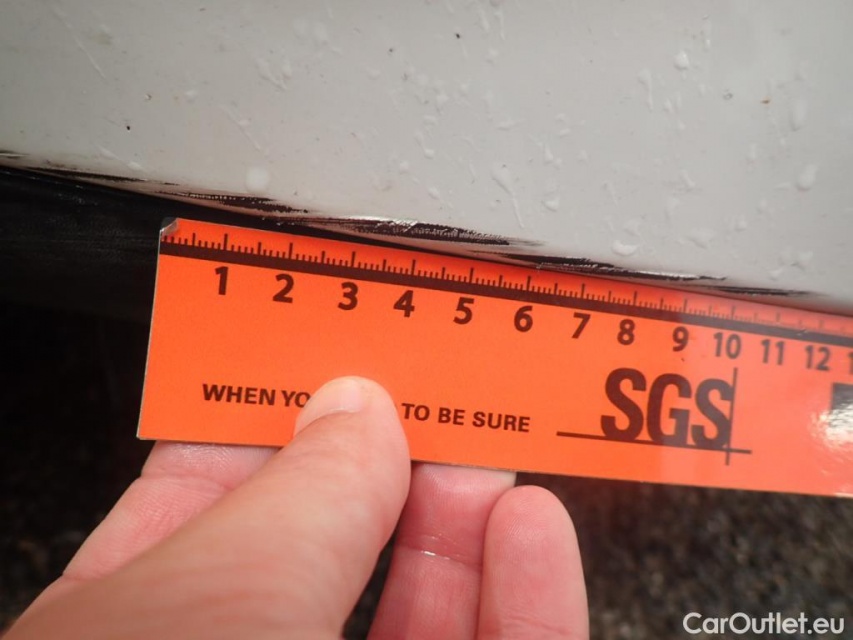 1 2 3 4 5 6 7 8 9 10 11 12
WHEN YO TO BE SURE
SGS
CarOutlet.eu